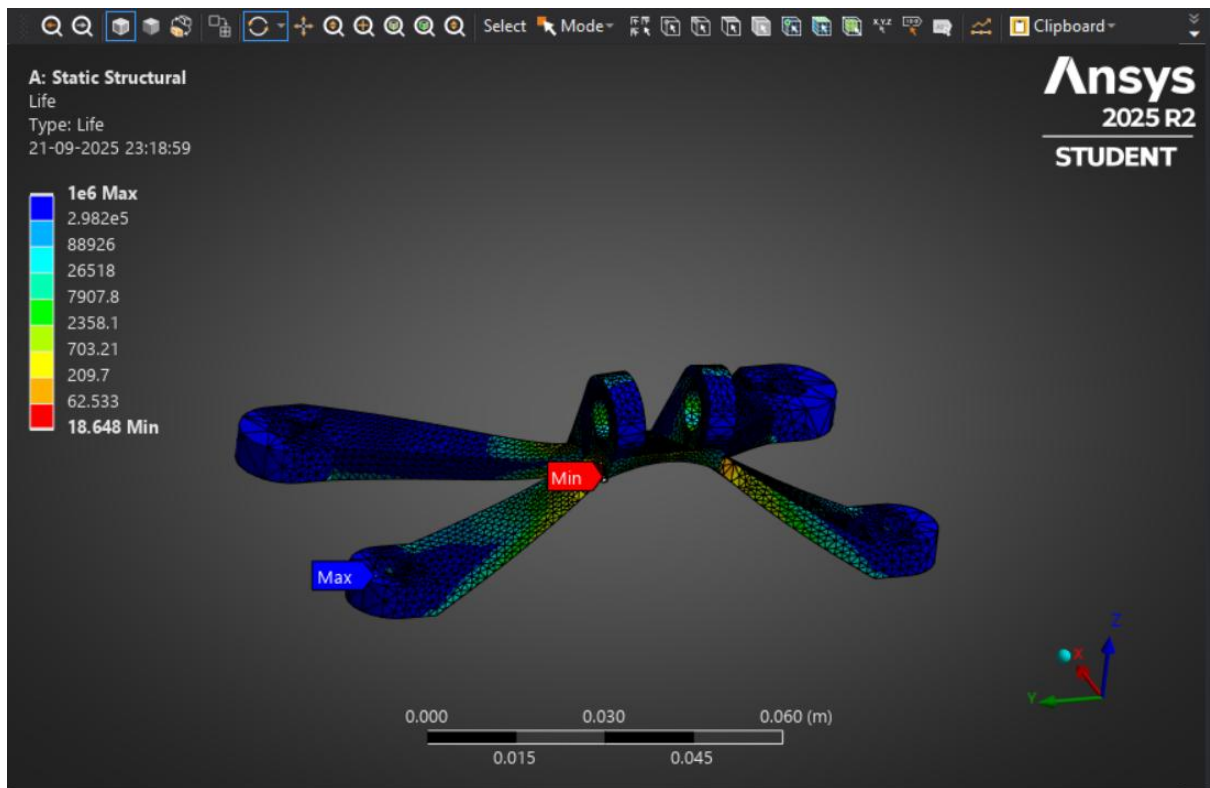 Select Mode Clipboard
A: Static Structural
Life
Type: Life
21-09-2025 23:18:59
Ansys
2025 R2
STUDENT
1e6 Max
2.982e5
88926
26518
7907.8
2358.1
703.21
209.7
62.533
18.648 Min
Min
Max
Z
X
Y
0.000 0.030 0.060 (m)
0.015 0.045